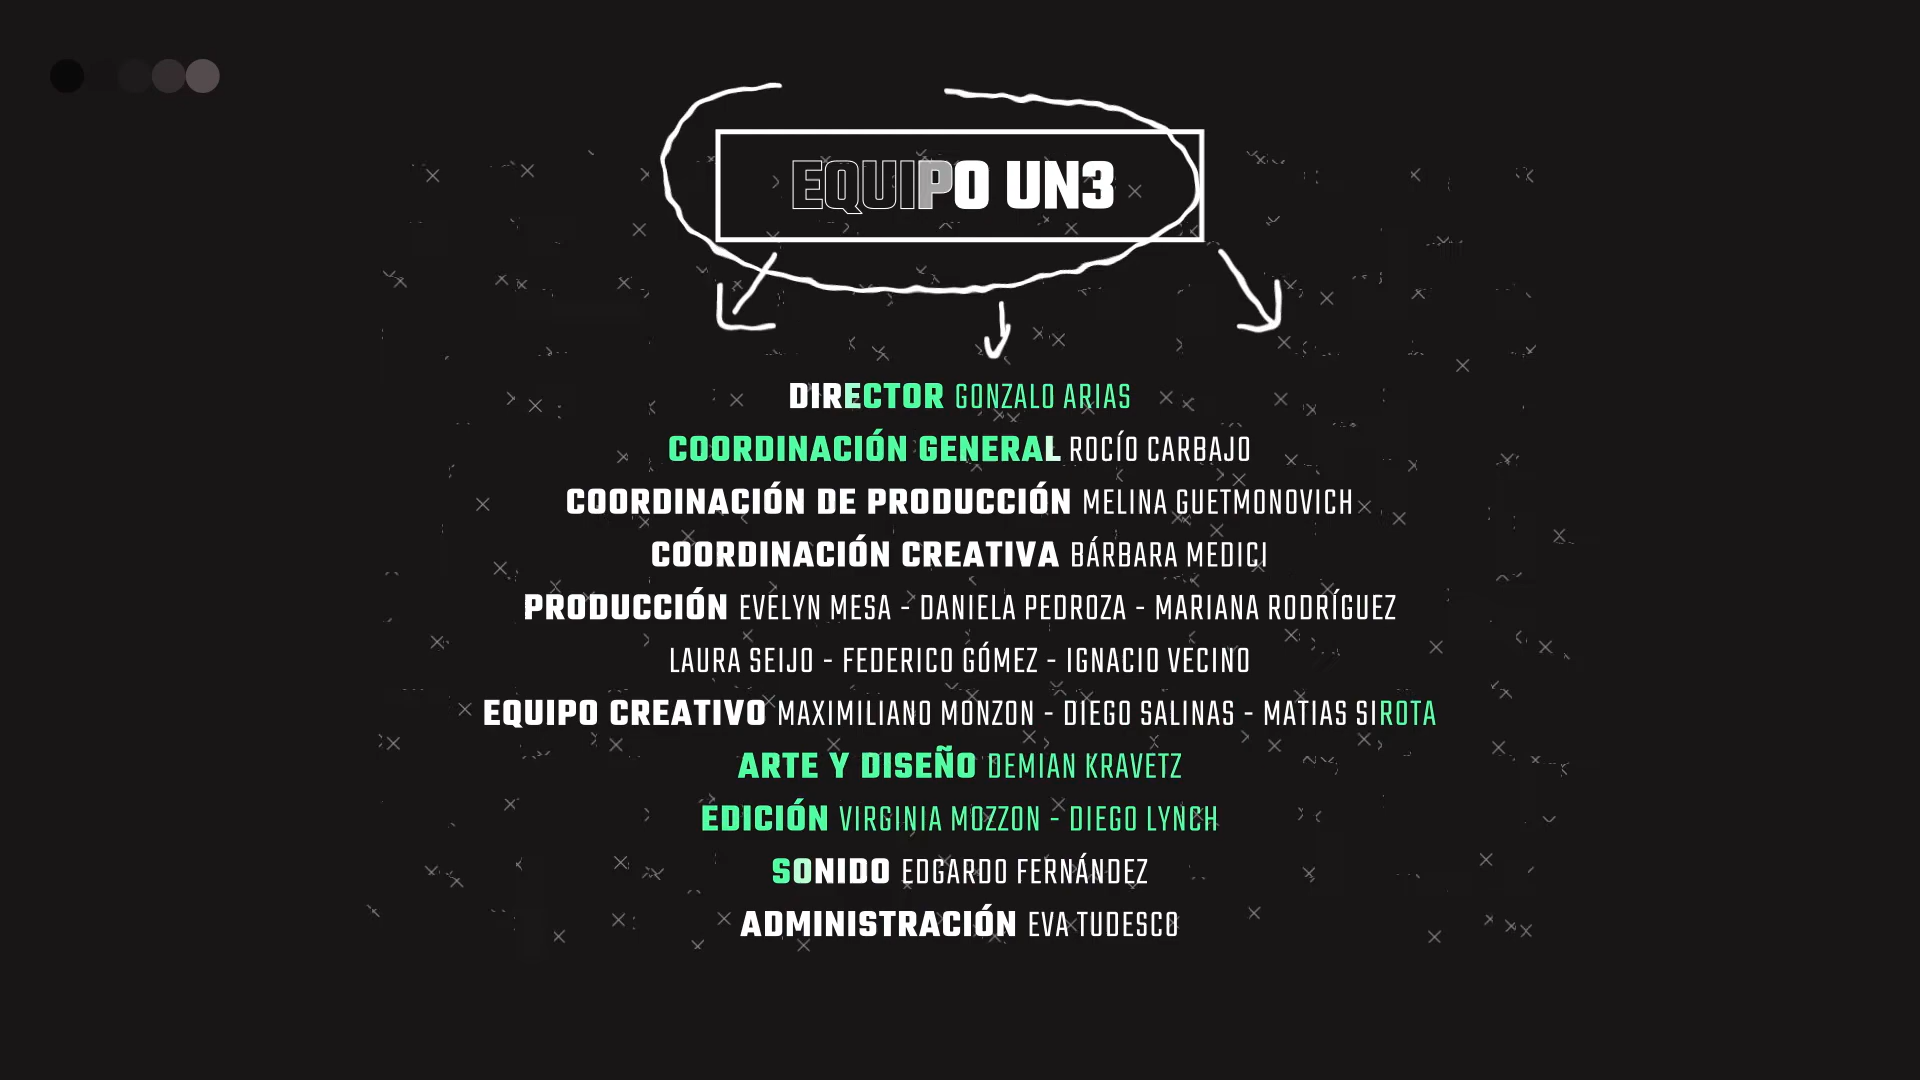 EQUIPO UN3
DIRECTOR GONZALO ARIAS
COORDINACIÓN GENERAL ROCÍO CARBAJO
COORDINACIÓN DE PRODUCCIÓN MELINA GUETMONOVICH
COORDINACIÓN CREATIVA BÁRBARA MEDICI
PRODUCCIÓN EVELYN MESA - DANIELA PEDROZA - MARIANA RODRÍGUEZ
LAURA SEIJO - FEDERICO GÓMEZ - IGNACIO VECINO
EQUIPO CREATIVO MAXIMILIANO MONZON - DIEGO SALINAS - MATIAS SIROTA
ARTE Y DISEÑO DEMIAN KRAVETZ
EDICIÓN VIRGINIA MOZZON - DIEGO LYNCH
SONIDO EDGARDO FERNÁNDEZ
ADMINISTRACIÓN EVA TUDESCO